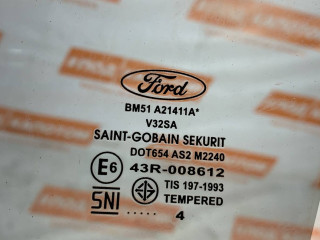 Ford
BM51 A21411A*
V32SA
SAINT-GOBAIN SEKURIT
DOT654 AS2 M2240
E6 43R-008612
TIS 197-1993
SNI TEMPERED
4